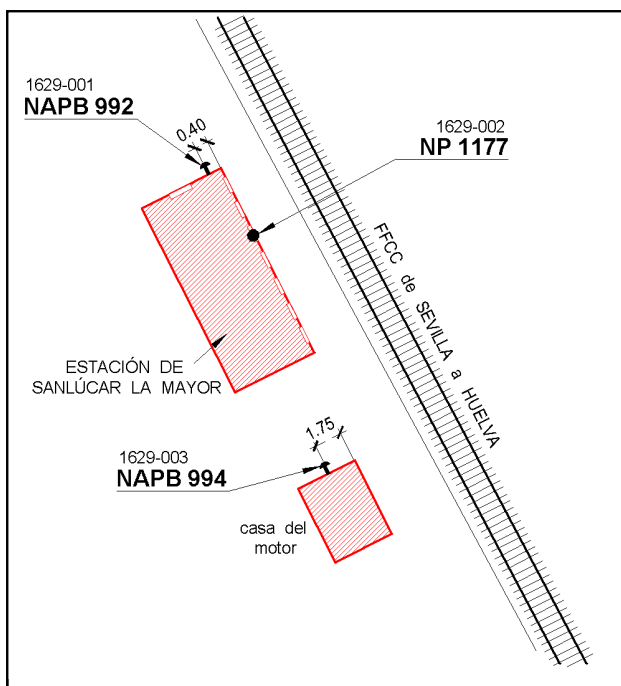 1629-001
NAPB 992
0.40
1629-002
NP 1177
FFCC de SEVILLA a HUELVA
ESTACIÓN DE
SANLÚCAR LA MAYOR
1.75
1629-003
NAPB 994
casa del
motor